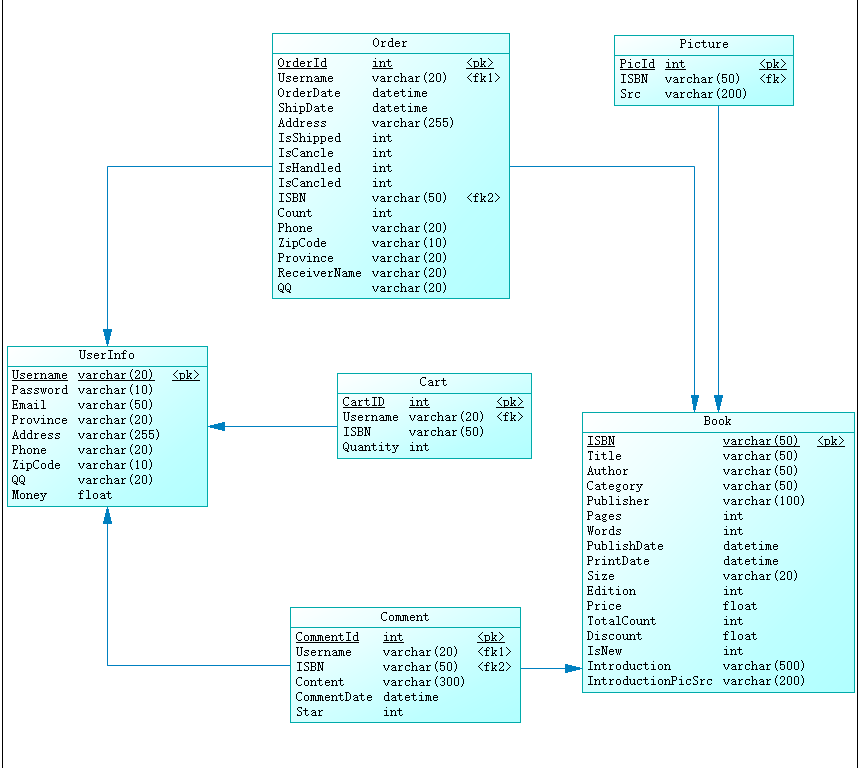 Order
OrderId int <pk>
Username varchar(20) <fk1>
OrderDate datetime
ShipDate datetime
Address varchar(255)
IsShipped int
IsCancle int
IsHandled int
IsCancled int
ISBN varchar(50) <fk2>
Count int
Phone varchar(20)
ZipCode varchar(10)
Province varchar(20)
ReceiverName varchar(20)
QQ varchar(20)
Picture
PicId int <pk>
ISBN varchar(50) <fk>
Src varchar(200)
UserInfo
Username varchar(20) <pk>
Password varchar(10)
Email varchar(50)
Province varchar(20)
Address varchar(255)
Phone varchar(20)
ZipCode varchar(10)
QQ varchar(20)
Money float
Cart
CartID int <pk>
Username varchar(20) <fk>
ISBN varchar(50)
Quantity int
Book
ISBN varchar(50) <pk>
Title varchar(50)
Author varchar(50)
Category varchar(50)
Publisher varchar(100)
Pages int
Words int
PublishDate datetime
PrintDate datetime
Size varchar(20)
Edition int
Price float
TotalCount int
Discount float
IsNew int
Introduction varchar(500)
IntroductionPicSrc varchar(200)
Comment
CommentId int <pk>
Username varchar(20) <fk1>
ISBN varchar(50) <fk2>
Content varchar(300)
CommentDate datetime
Star int